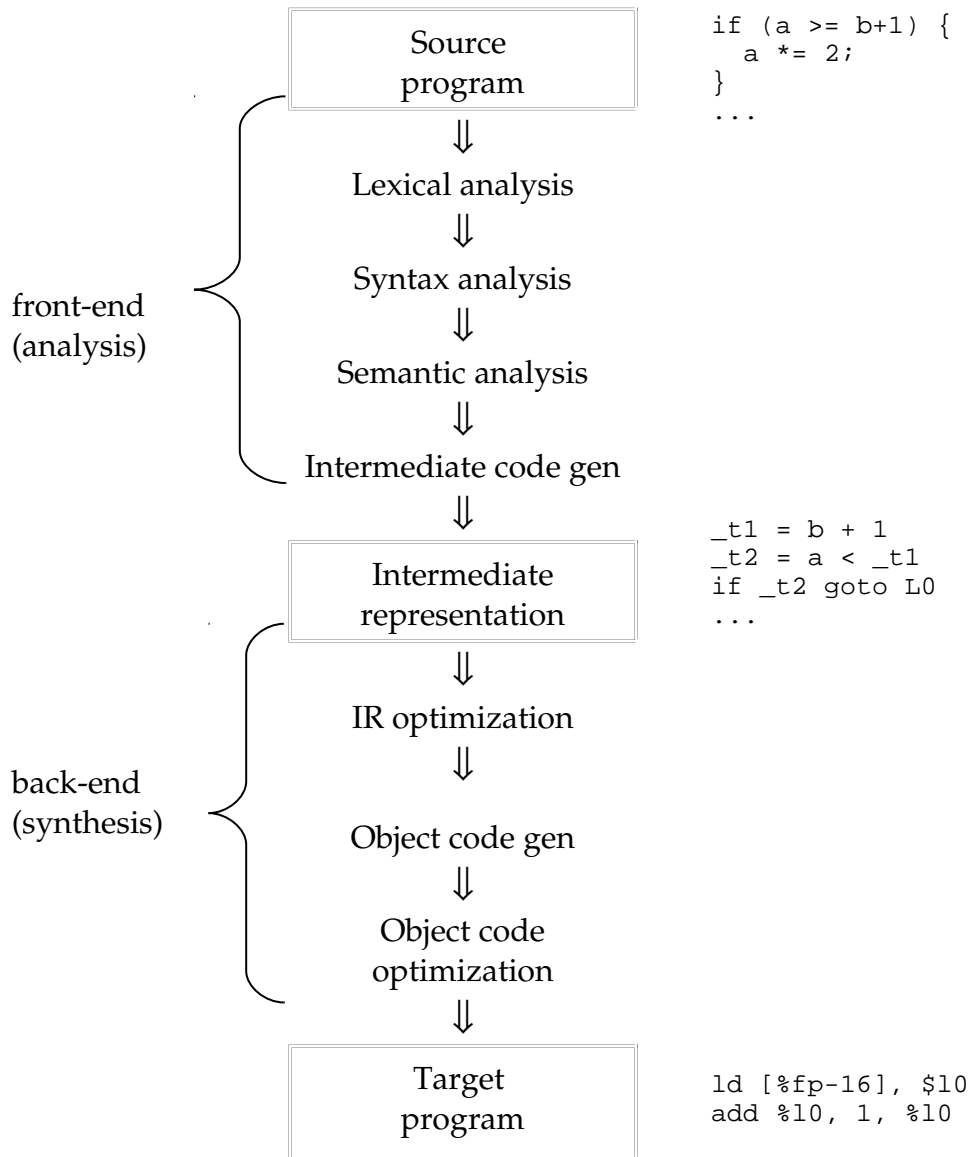 Source
program
if (a >= b+1) {
  a *= 2;
}
...
⇓
Lexical analysis
⇓
Syntax analysis
front-end
(analysis)
⇓
Semantic analysis
⇓
Intermediate code gen
⇓
Intermediate
representation
_t1 = b + 1
_t2 = a < _t1
if _t2 goto L0
...
⇓
IR optimization
⇓
back-end
(synthesis)
Object code gen
⇓
Object code
optimization
⇓
Target
program
ld [%fp-16], $l0
add %l0, 1, %l0